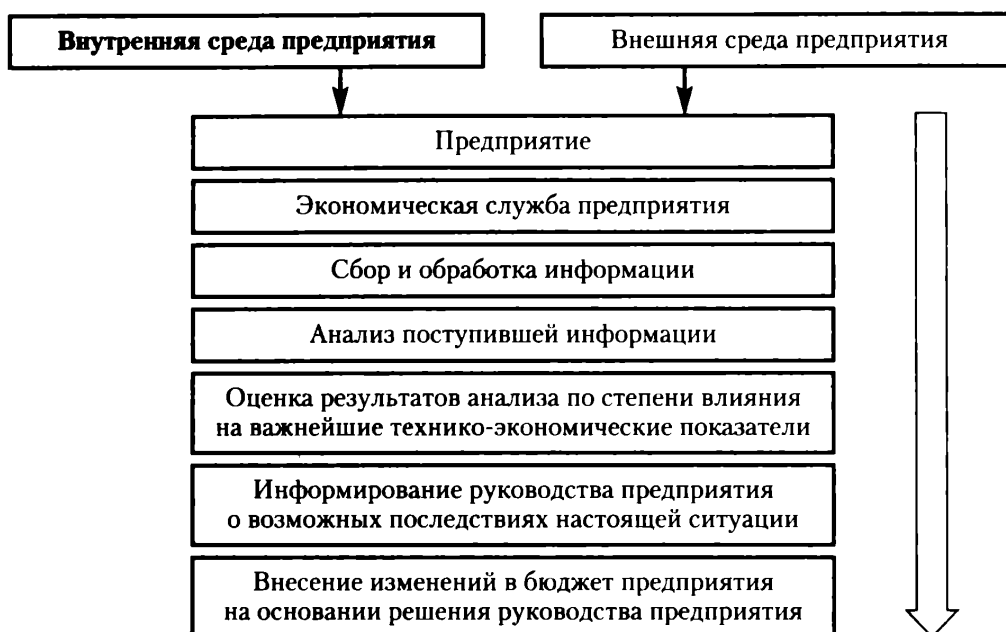 Внутренняя среда предприятия
Внешняя среда предприятия
Предприятие
Экономическая служба предприятия
Сбор и обработка информации
Анализ поступившей информации
Оценка результатов анализа по степени влияния
на важнейшие технико-экономические показатели
Информирование руководства предприятия
о возможных последствиях настоящей ситуации
Внесение изменений в бюджет предприятия
на основании решения руководства предприятия